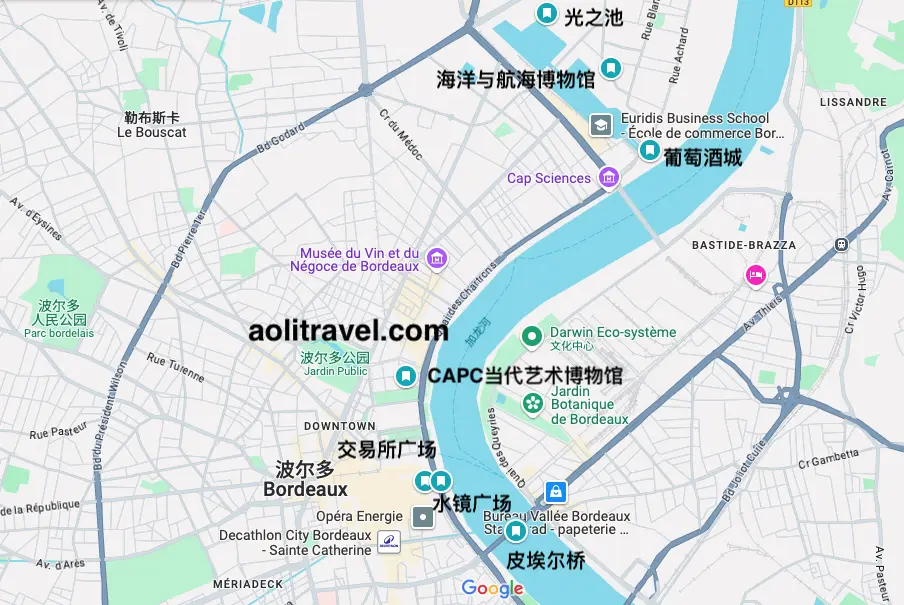 D113
光之池
Av. de Tivoli
Rue Blan
Rue Achard
海洋与航海博物馆
LISSANDRE
勒布斯卡
Le Bouscat
Bd Godard
Cr du Médoc
Euridis Business School
- École de commerce Bor...
葡萄酒城
Av. Carnot
Cap Sciences
Av. d'Eysines
Bd Pierre 1er
BASTIDE-BRAZZA
Musée du Vin et du
Négoce de Bordeaux
Cr Victor Hugo
波尔多
人民公园
Parc bordelais
Av. Thiers
aolitravel.com
加龙河
Darwin Eco-système
文化中心
波尔多公园
Jardin Public
Rue Turenne
CAPC当代艺术博物馆
Bd du Président Wilson
Jardin
Botanique
de Bordeaux
Quai des Queyries
DOWNTOWN
Rue Pasteur
交易所广场
Bd Joliot Curie
Cr Gambetta
波尔多
Bordeaux
水镜广场
de la République
Opéra Energie
Bureau Vallée Bordeaux
rad - papeterie ...
Decathlon City Bordeaux
- Sainte Catherine
DECATHLON
皮埃尔桥
Av. d'Arès
Av. Pasteur
MÉRIADECK
Google